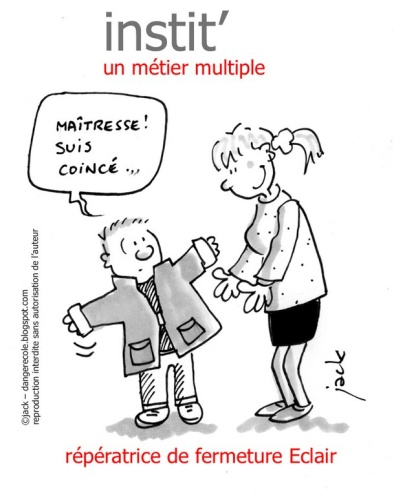 instit'
un métier multiple
MAÎTRESSE!
SUIS
COINCÉ...
©jack – dangerecole.blogspot.com
reproduction interdite sans autorisation de l'auteur
jack
répératrice de fermeture Eclair